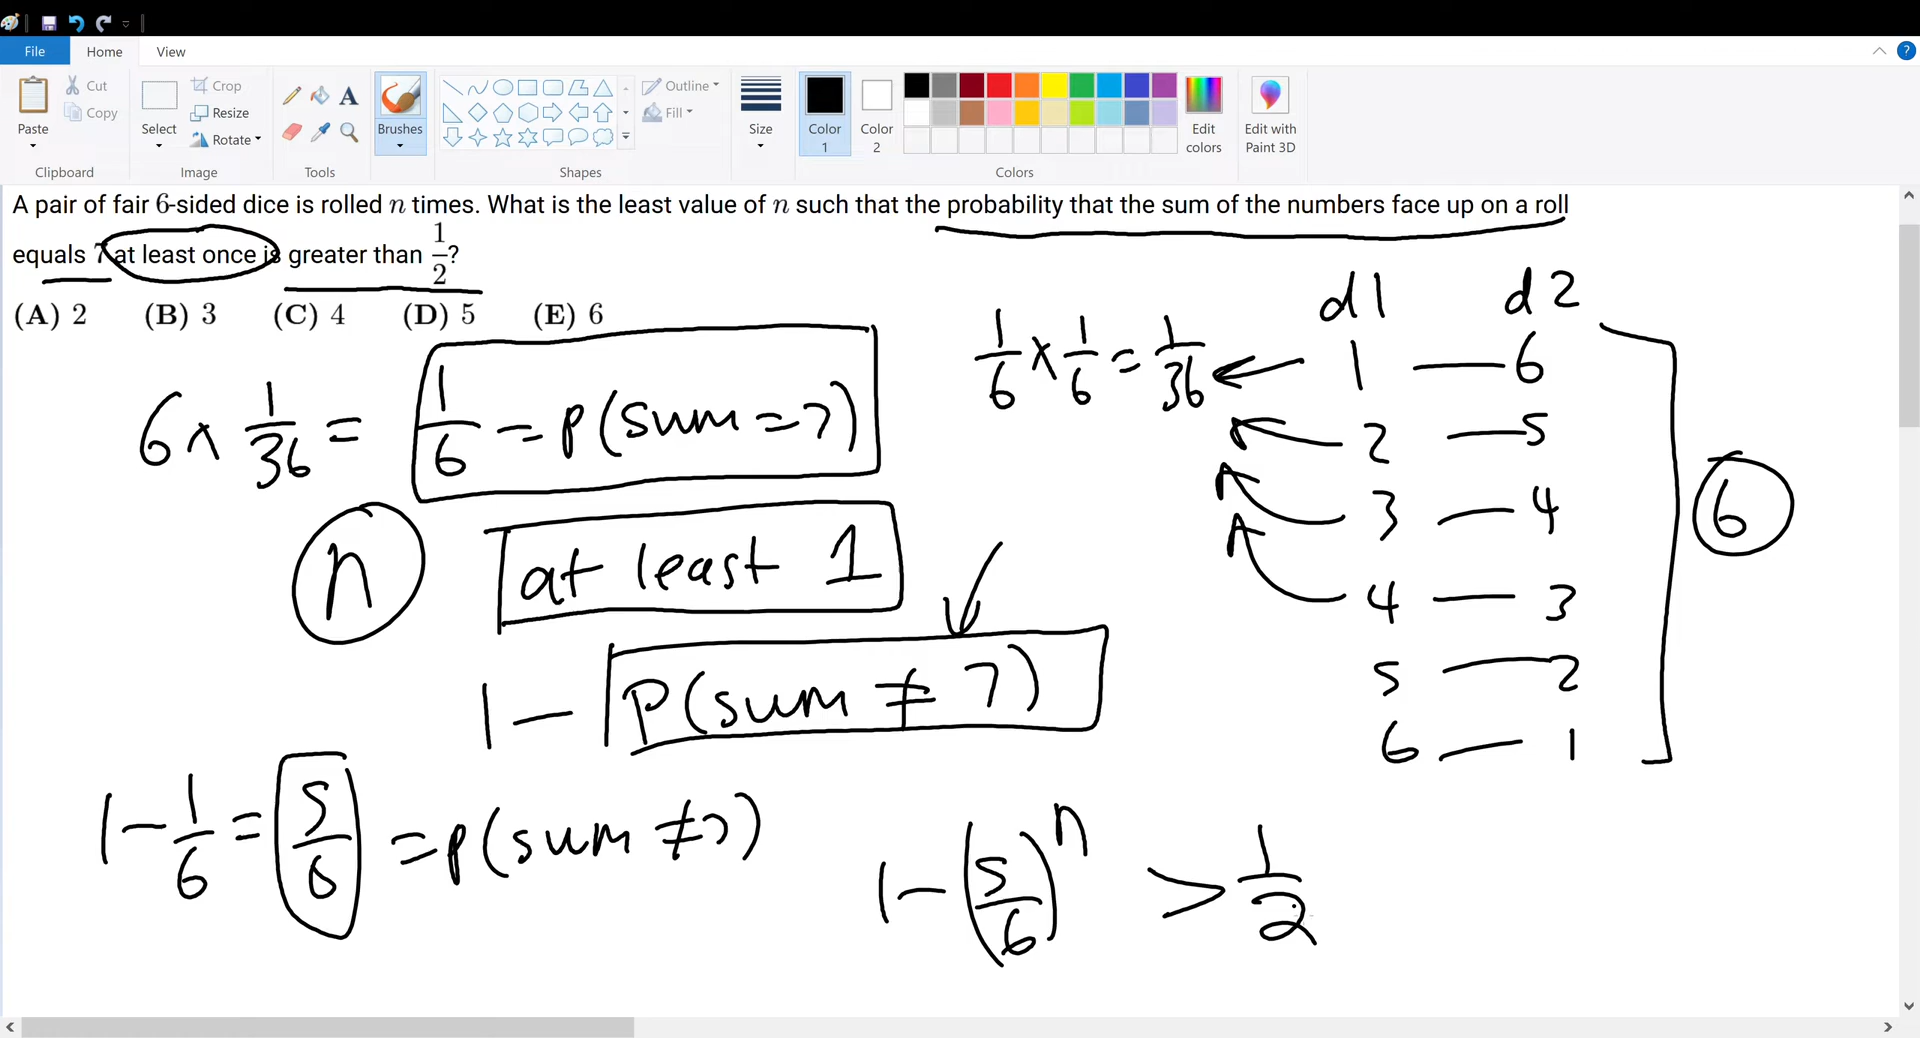 File Home View
Paste
Cut
Copy
Clipboard
Select
Crop
Resize
Rotate
Image
A
Tools
Brushes
Shapes
Outline
Fill
Size
Color 1
Color 2
Colors
Edit colors
Edit with Paint 3D
?
A pair of fair 6-sided dice is rolled n times. What is the least value of n such that the probability that the sum of the numbers face up on a roll
equals 7 at least once is greater than 1/2?
(A) 2 (B) 3 (C) 4 (D) 5 (E) 6
d1 d2
1/6 x 1/6 = 1/36 ← 1 — 6
6 x 1/36 = 1/6 = P(sum = 7)
2 — 5
3 — 4
6
n
at least 1
4 — 3
1 — P(sum ≠ 7)
5 — 2
6 — 1
1 - 1/6 = 5/6 = P(sum ≠ 7)
1 - (5/6)^n > 1/2